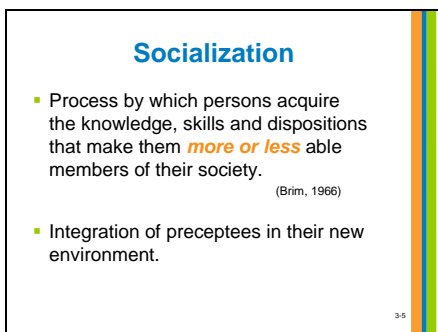 Socialization
▪ Process by which persons acquire
the knowledge, skills and dispositions
that make them more or less able
members of their society.
(Brim, 1966)
▪ Integration of preceptees in their new
environment.
3-5